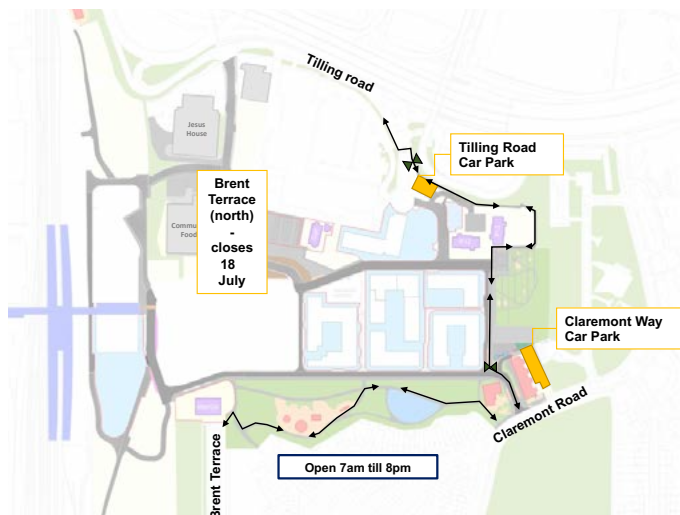 Tilling road
Jesus
House
Tilling Road
Car Park
Brent
Terrace
(north)
-
closes
18
July
Claremont Way
Car Park
Claremont Road
Open 7am till 8pm
Brent Terrace